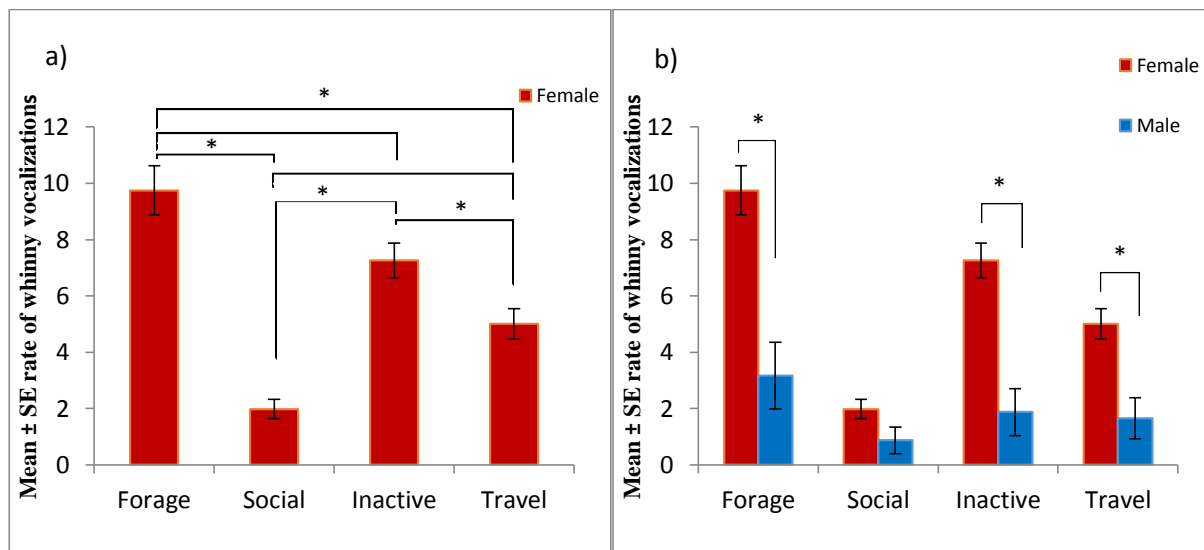 a)
Female
*
*
*
*
Mean ± SE rate of whinny vocalizations
12
10
8
6
4
2
0
Forage Social Inactive Travel
b)
Female
Male
*
*
*
Mean ± SE rate of whinny vocalizations
12
10
8
6
4
2
0
Forage Social Inactive Travel